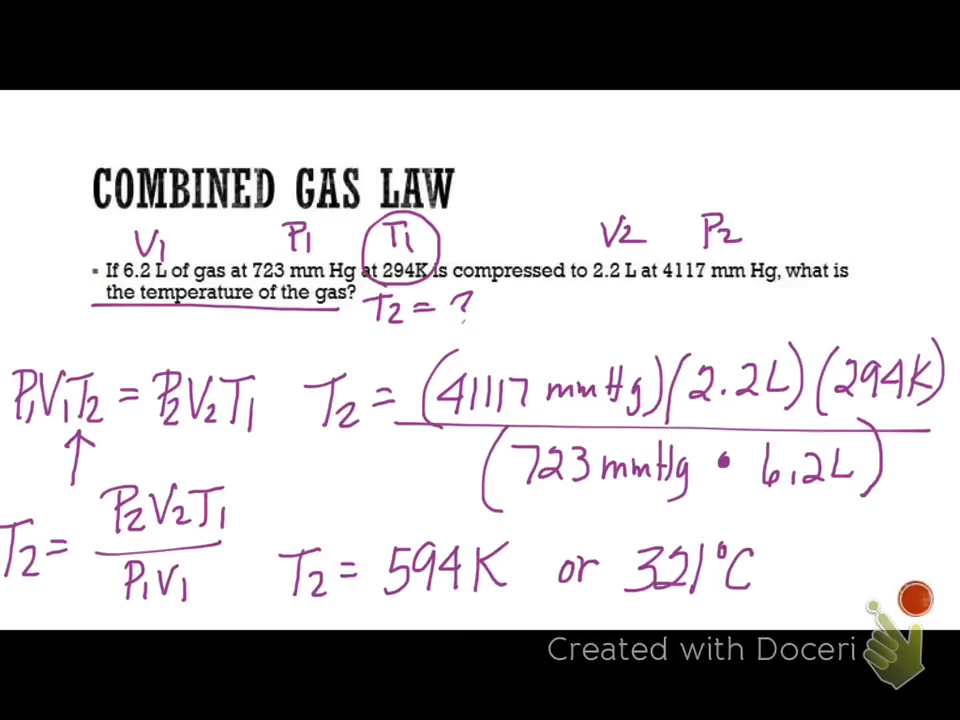 COMBINED GAS LAW
V1 P1 T1 V2 P2
▪ If 6.2 L of gas at 723 mm Hg at 294K is compressed to 2.2 L at 4117 mm Hg, what is
the temperature of the gas?
T2 = ?
P1V1T2 = P2V2T1
T2 = P2V2T1 / P1V1
T2 = (41117 mmHg)(2.2L)(294K) / (723 mmHg • 6.2L)
T2 = 594K or 321°C
Created with Doceri